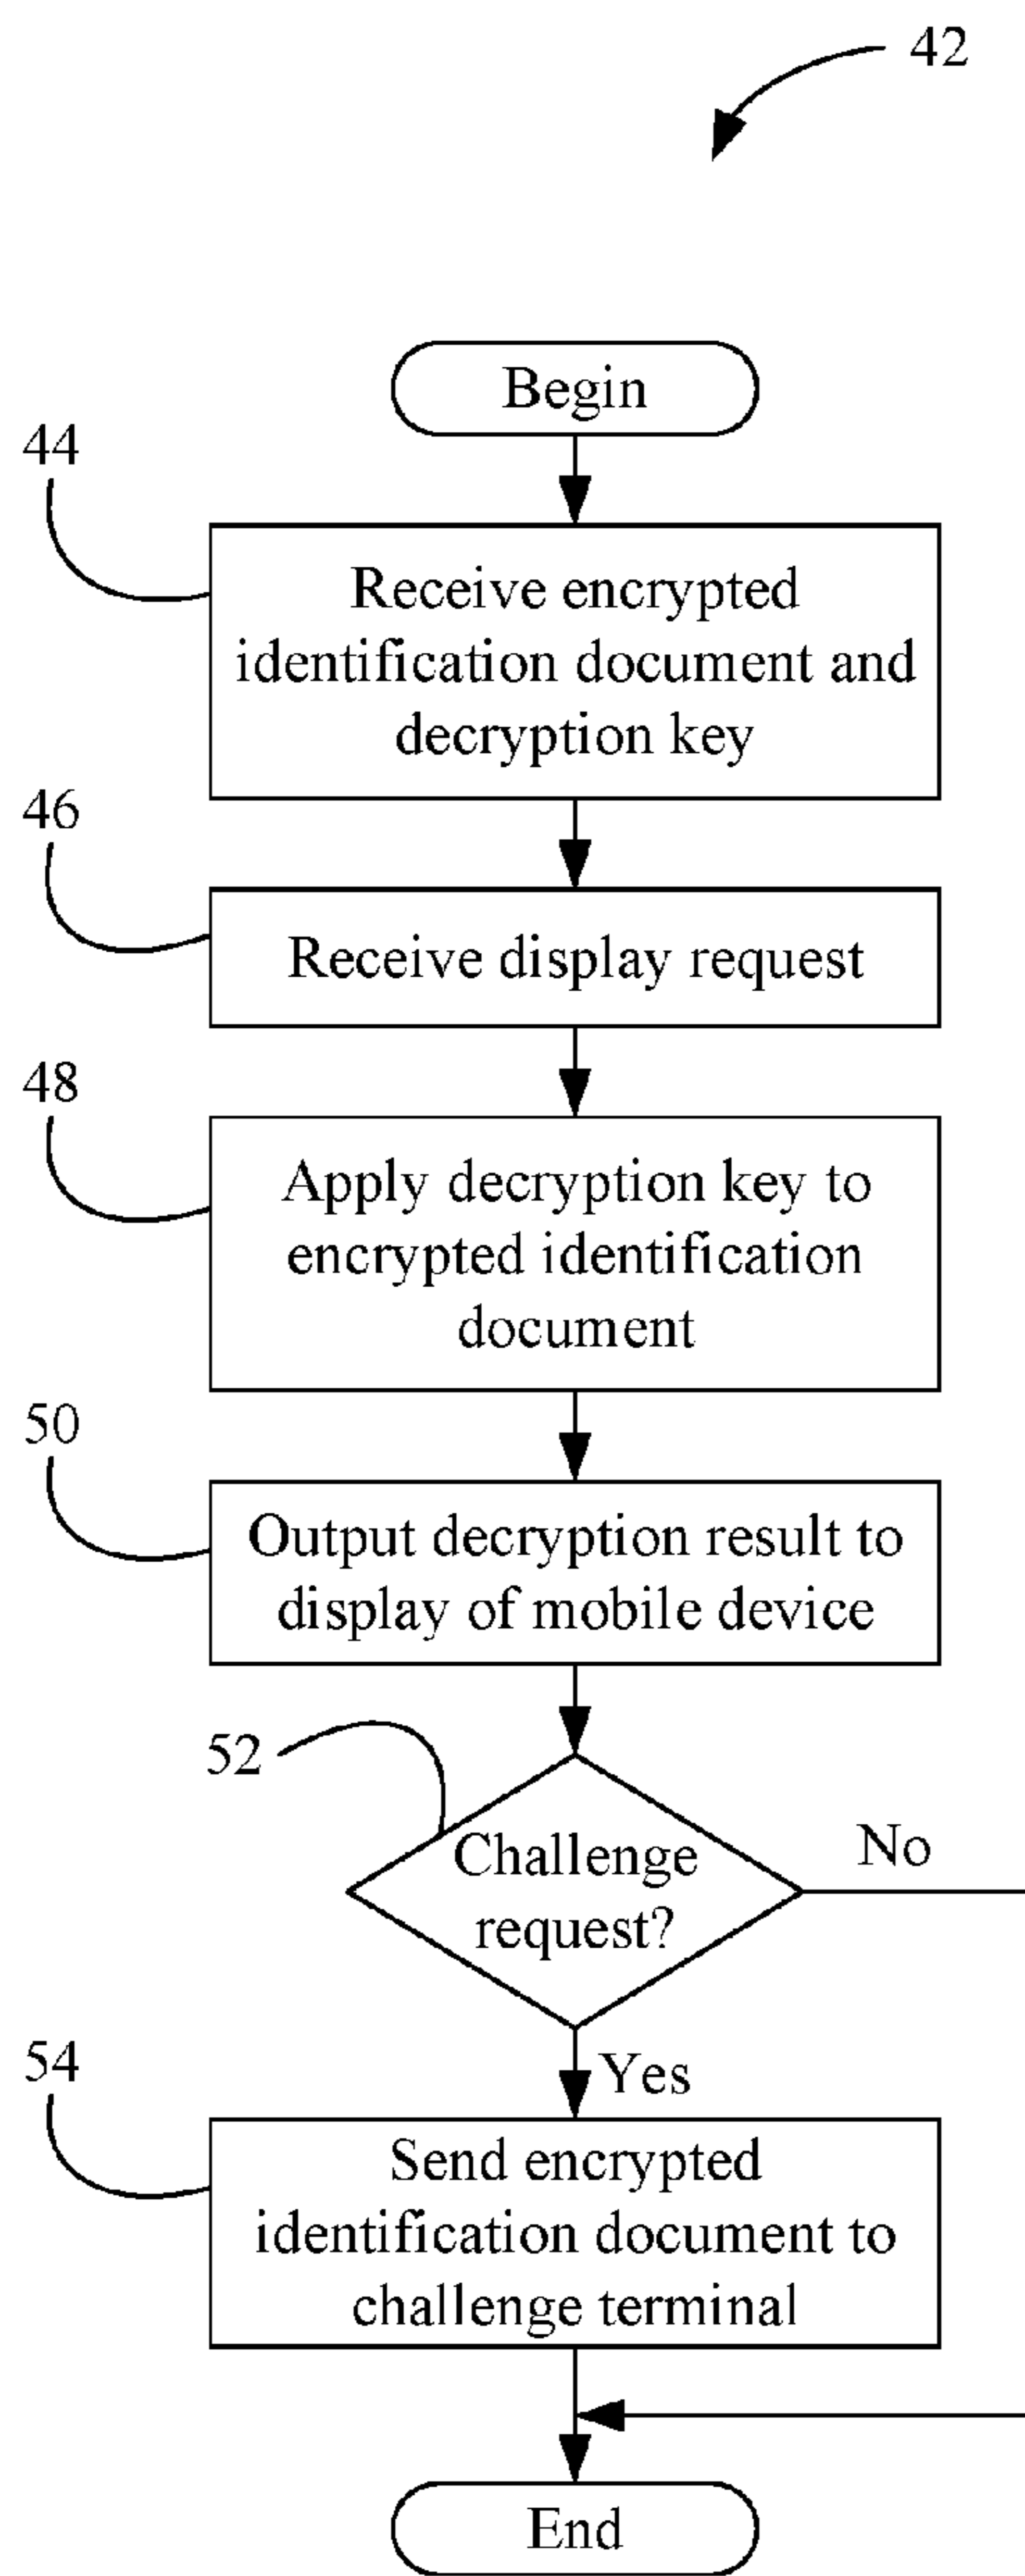 42
Begin
44
Receive encrypted
identification document and
decryption key
46
Receive display request
48
Apply decryption key to
encrypted identification
document
50
Output decryption result to
display of mobile device
52
Challenge
request?
No
Yes
54
Send encrypted
identification document to
challenge terminal
End